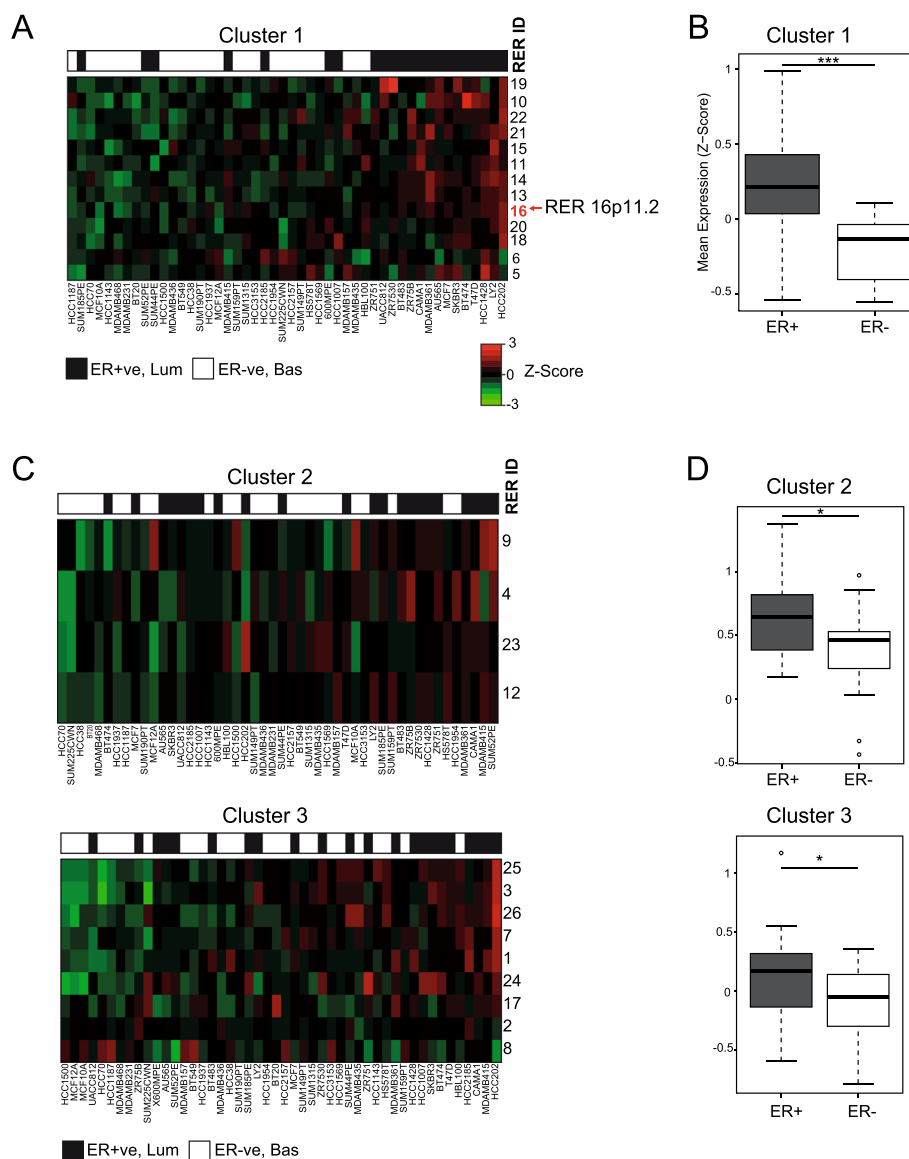 A
Cluster 1
RER ID
19
10
22
21
15
11
14
13
16
RER 16p11.2
20
18
6
5
HCC1187
SUM185PE
HCC70
MCF10A
HCC1143
MDAMB468
MDAMB231
BT20
SUM52PE
SUM44PE
HCC1500
MDAMB436
BT549
HCC38
SUM190PT
HCC1937
MCF12A
MDAMB415
SUM159PT
SUM1315
HCC3153
HCC2185
HCC1954
SUM225CWN
HCC2157
SUM149PT
HS578T
HCC1569
600MPE
HCC1007
MDAMB157
MDAMB435
HBL100
ZR751
UACC812
ZR7530
BT483
ZR75B
CAMA1
MDAMB361
AU565
MCF7
SKBR3
BT474
T47D
HCC1428
LY2
HCC202
ER+ve, Lum
ER-ve, Bas
3
0
-3
Z-Score
B
Cluster 1
***
Mean Expression (Z-Score)
1
0.5
0
-0.5
ER+
ER-
C
Cluster 2
RER ID
9
4
23
12
HCC70
SUM225CWN
HCC38
BT20
MDAMB468
BT474
HCC1937
HCC1187
MCF7
SUM190PT
MCF12A
AU565
SKBR3
UACC812
HCC2185
HCC1007
HCC1143
600MPE
HBL100
HCC1500
HCC202
SUM149PT
MDAMB436
MDAMB231
SUM44PE
HCC2157
BT549
SUM1315
MDAMB435
HCC1569
MDAMB157
T47D
MCF10A
HCC3153
LY2
SUM185PE
SUM159PT
BT483
ZR75B
ZR7530
HCC1428
ZR751
HS578T
HCC1954
MDAMB361
CAMA1
MDAMB415
SUM52PE
D
Cluster 2
*
1
0.5
0
-0.5
ER+
ER-
Cluster 3
25
3
26
7
1
24
17
2
8
HCC1500
MCF12A
MCF10A
UACC812
HCC70
HCC1187
MDAMB468
MDAMB231
ZR75B
SUM225CWN
X600MPE
AU565
SUM52PE
MDAMB157
BT549
HCC1937
BT483
MDAMB436
HCC38
SUM190PT
SUM185PE
LY2
HCC1954
BT20
HCC2157
MCF7
SUM149PT
SUM1315
ZR7530
HCC3153
HCC1569
SUM44PE
MDAMB435
ZR751
HCC1143
HS578T
MDAMB361
SUM159PT
HCC1428
HCC1007
SKBR3
BT474
T47D
HBL100
HCC2185
CAMA1
MDAMB415
HCC202
ER+ve, Lum
ER-ve, Bas
Cluster 3
*
1
0.5
0
-0.5
ER+
ER-